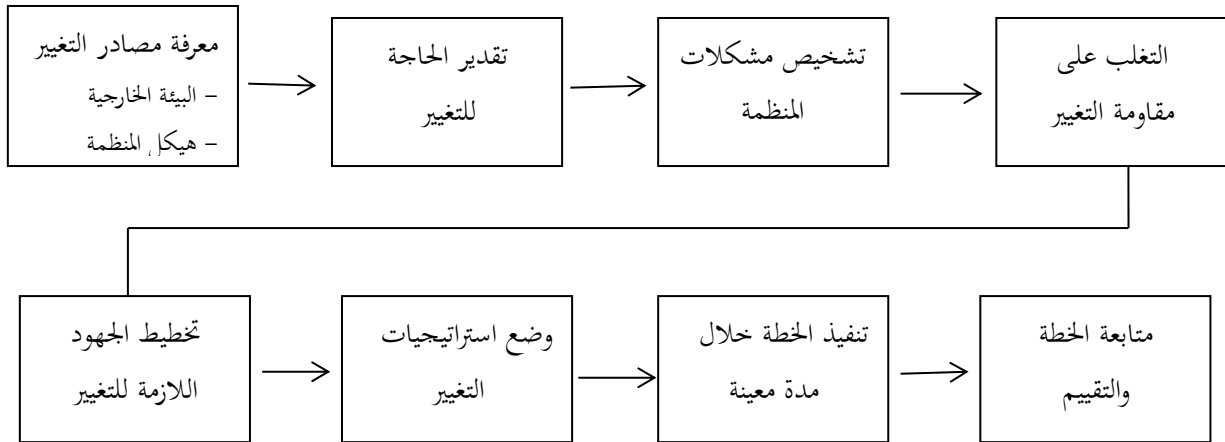 معرفة مصادر التغيير
– البيئة الخارجية
– هيكل المنظمة
تقدير الحاجة
للتغيير
تشخيص مشكلات
المنظمة
التغلب على
مقاومة التغيير
تخطيط الجهود
اللازمة للتغيير
وضع استراتيجيات
التغيير
تنفيذ الخطة خلال
مدة معينة
متابعة الخطة
والتقييم